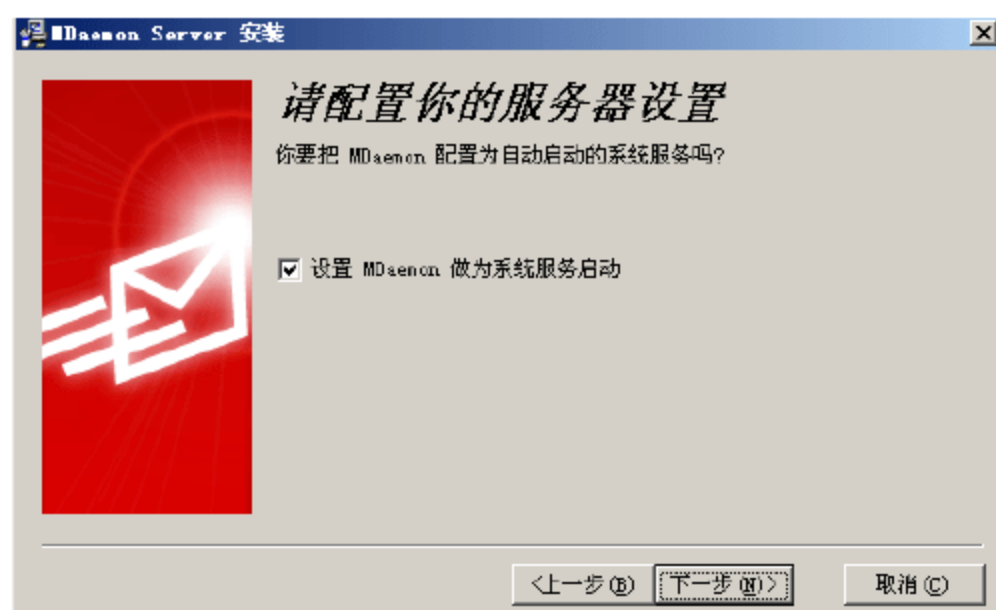 MDaemon Server 安装
请配置你的服务器设置
你要把 MDaemon 配置为自动启动的系统服务吗?
设置 MDaemon 做为系统服务启动
<上一步(B)
下一步(N)>
取消(C)